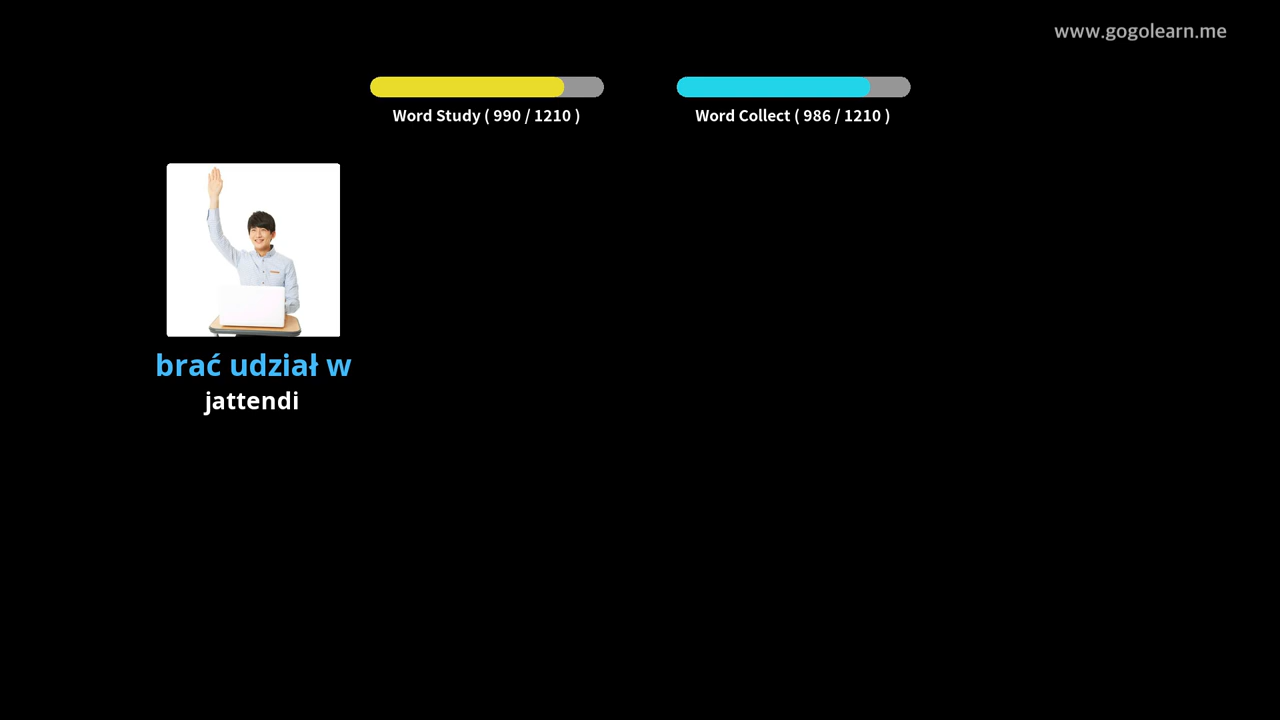 www.gogolearn.me
Word Study ( 990 / 1210 )
Word Collect ( 986 / 1210 )
brać udział w
jattendi